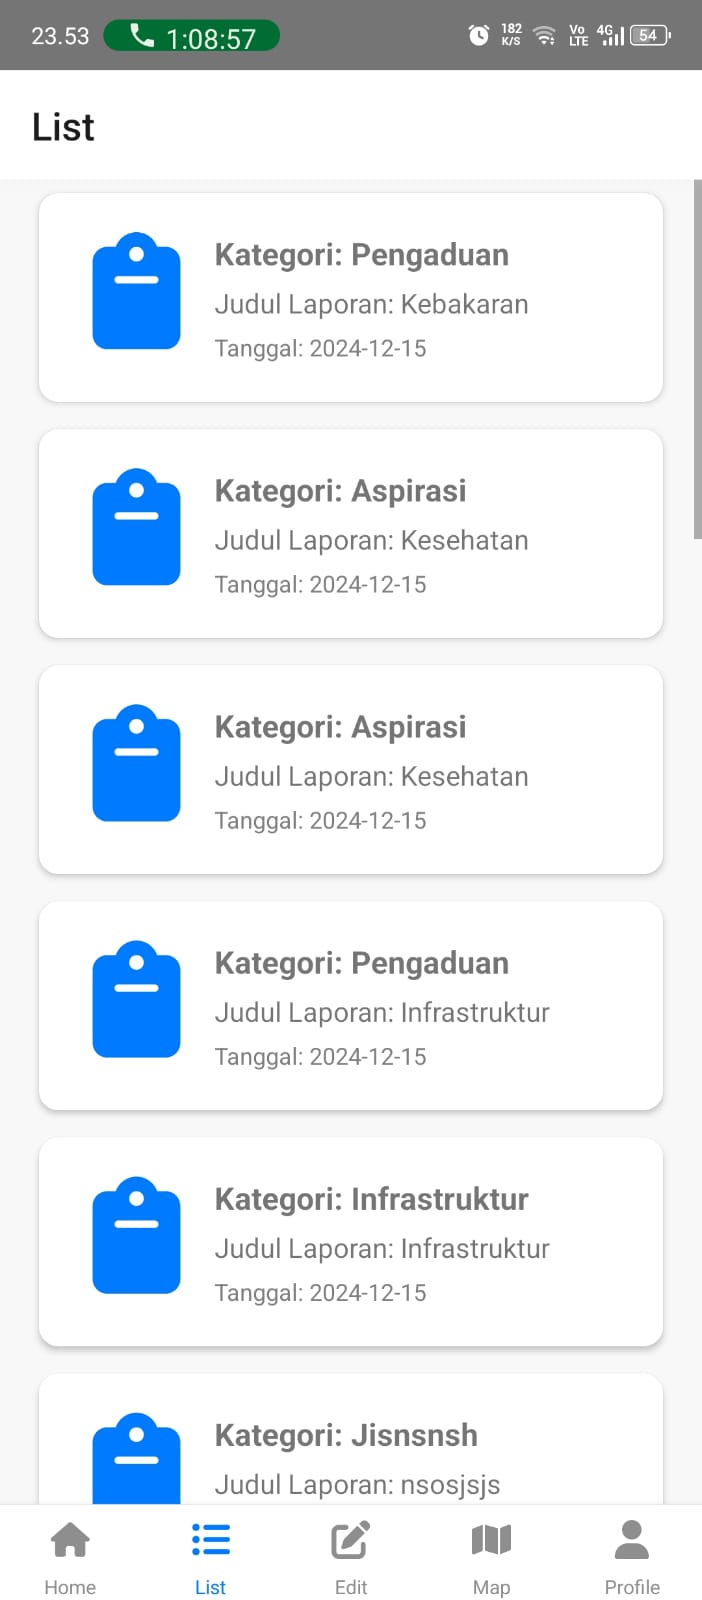 23.53 1:08:57 182 K/S Vo LTE 4G 54
List
Kategori: Pengaduan
Judul Laporan: Kebakaran
Tanggal: 2024-12-15
Kategori: Aspirasi
Judul Laporan: Kesehatan
Tanggal: 2024-12-15
Kategori: Aspirasi
Judul Laporan: Kesehatan
Tanggal: 2024-12-15
Kategori: Pengaduan
Judul Laporan: Infrastruktur
Tanggal: 2024-12-15
Kategori: Infrastruktur
Judul Laporan: Infrastruktur
Tanggal: 2024-12-15
Kategori: Jisnsnsh
Judul Laporan: nsosjsjs
Home List Edit Map Profile